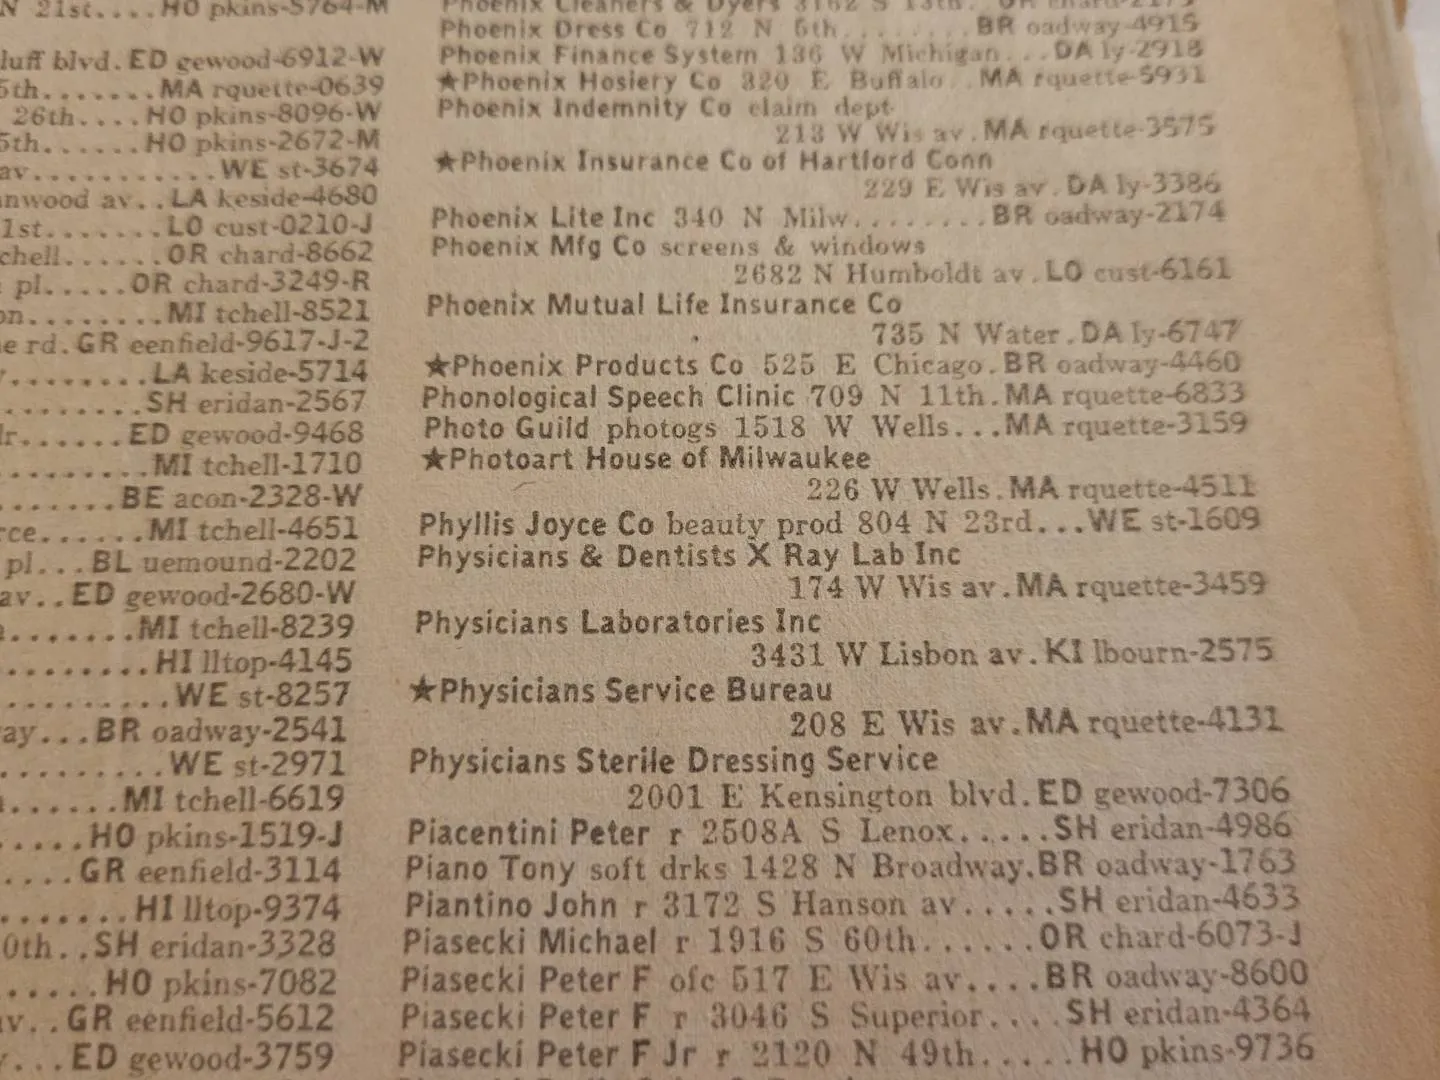 N 21st....HO pkins-5764-M
luff blvd.ED gewood-6912-W
5th.......MA rquette-0639
26th....HO pkins-8096-W
5th......HO pkins-2672-M
av...........WE st-3674
nwood av..LA keside-4680
1st.......LO cust-0210-J
chell......OR chard-8662
pl.....OR chard-3249-R
on........MI tchell-8521
e rd.GR eenfield-9617-J-2
........LA keside-5714
.........SH eridan-2567
dr......ED gewood-9468
.........MI tchell-1710
.......BE acon-2328-W
rce......MI tchell-4651
pl...BL uemound-2202
av..ED gewood-2680-W
.......MI tchell-8239
.........HI lltop-4145
..........WE st-8257
ay...BR oadway-2541
..........WE st-2971
.......MI tchell-6619
.....HO pkins-1519-J
....GR eenfield-3114
.......HI lltop-9374
0th..SH eridan-3328
......HO pkins-7082
av..GR eenfield-5612
...ED gewood-3759
Phoenix Cleaners & Dyers 3162 S 13th. OR chard-2175
Phoenix Dress Co 712 N 5th........BR oadway-4915
Phoenix Finance System 136 W Michigan...DA ly-2918
★Phoenix Hosiery Co 320 E Buffalo..MA rquette-5931
Phoenix Indemnity Co claim dept
213 W Wis av.MA rquette-3575
★Phoenix Insurance Co of Hartford Conn
229 E Wis av.DA ly-3386
Phoenix Lite Inc 340 N Milw........BR oadway-2174
Phoenix Mfg Co screens & windows
2682 N Humboldt av.LO cust-6161
Phoenix Mutual Life Insurance Co
735 N Water.DA ly-6747
★Phoenix Products Co 525 E Chicago.BR oadway-4460
Phonological Speech Clinic 709 N 11th.MA rquette-6833
Photo Guild photogs 1518 W Wells...MA rquette-3159
★Photoart House of Milwaukee
226 W Wells.MA rquette-4511
Phyllis Joyce Co beauty prod 804 N 23rd...WE st-1609
Physicians & Dentists X Ray Lab Inc
174 W Wis av.MA rquette-3459
Physicians Laboratories Inc
3431 W Lisbon av.KI lbourn-2575
★Physicians Service Bureau
208 E Wis av.MA rquette-4131
Physicians Sterile Dressing Service
2001 E Kensington blvd.ED gewood-7306
Piacentini Peter r 2508A S Lenox.....SH eridan-4986
Piano Tony soft drks 1428 N Broadway.BR oadway-1763
Piantino John r 3172 S Hanson av.....SH eridan-4633
Piasecki Michael r 1916 S 60th......OR chard-6073-J
Piasecki Peter F ofc 517 E Wis av....BR oadway-8600
Piasecki Peter F r 3046 S Superior....SH eridan-4364
Piasecki Peter F Jr r 2120 N 49th.....HO pkins-9736